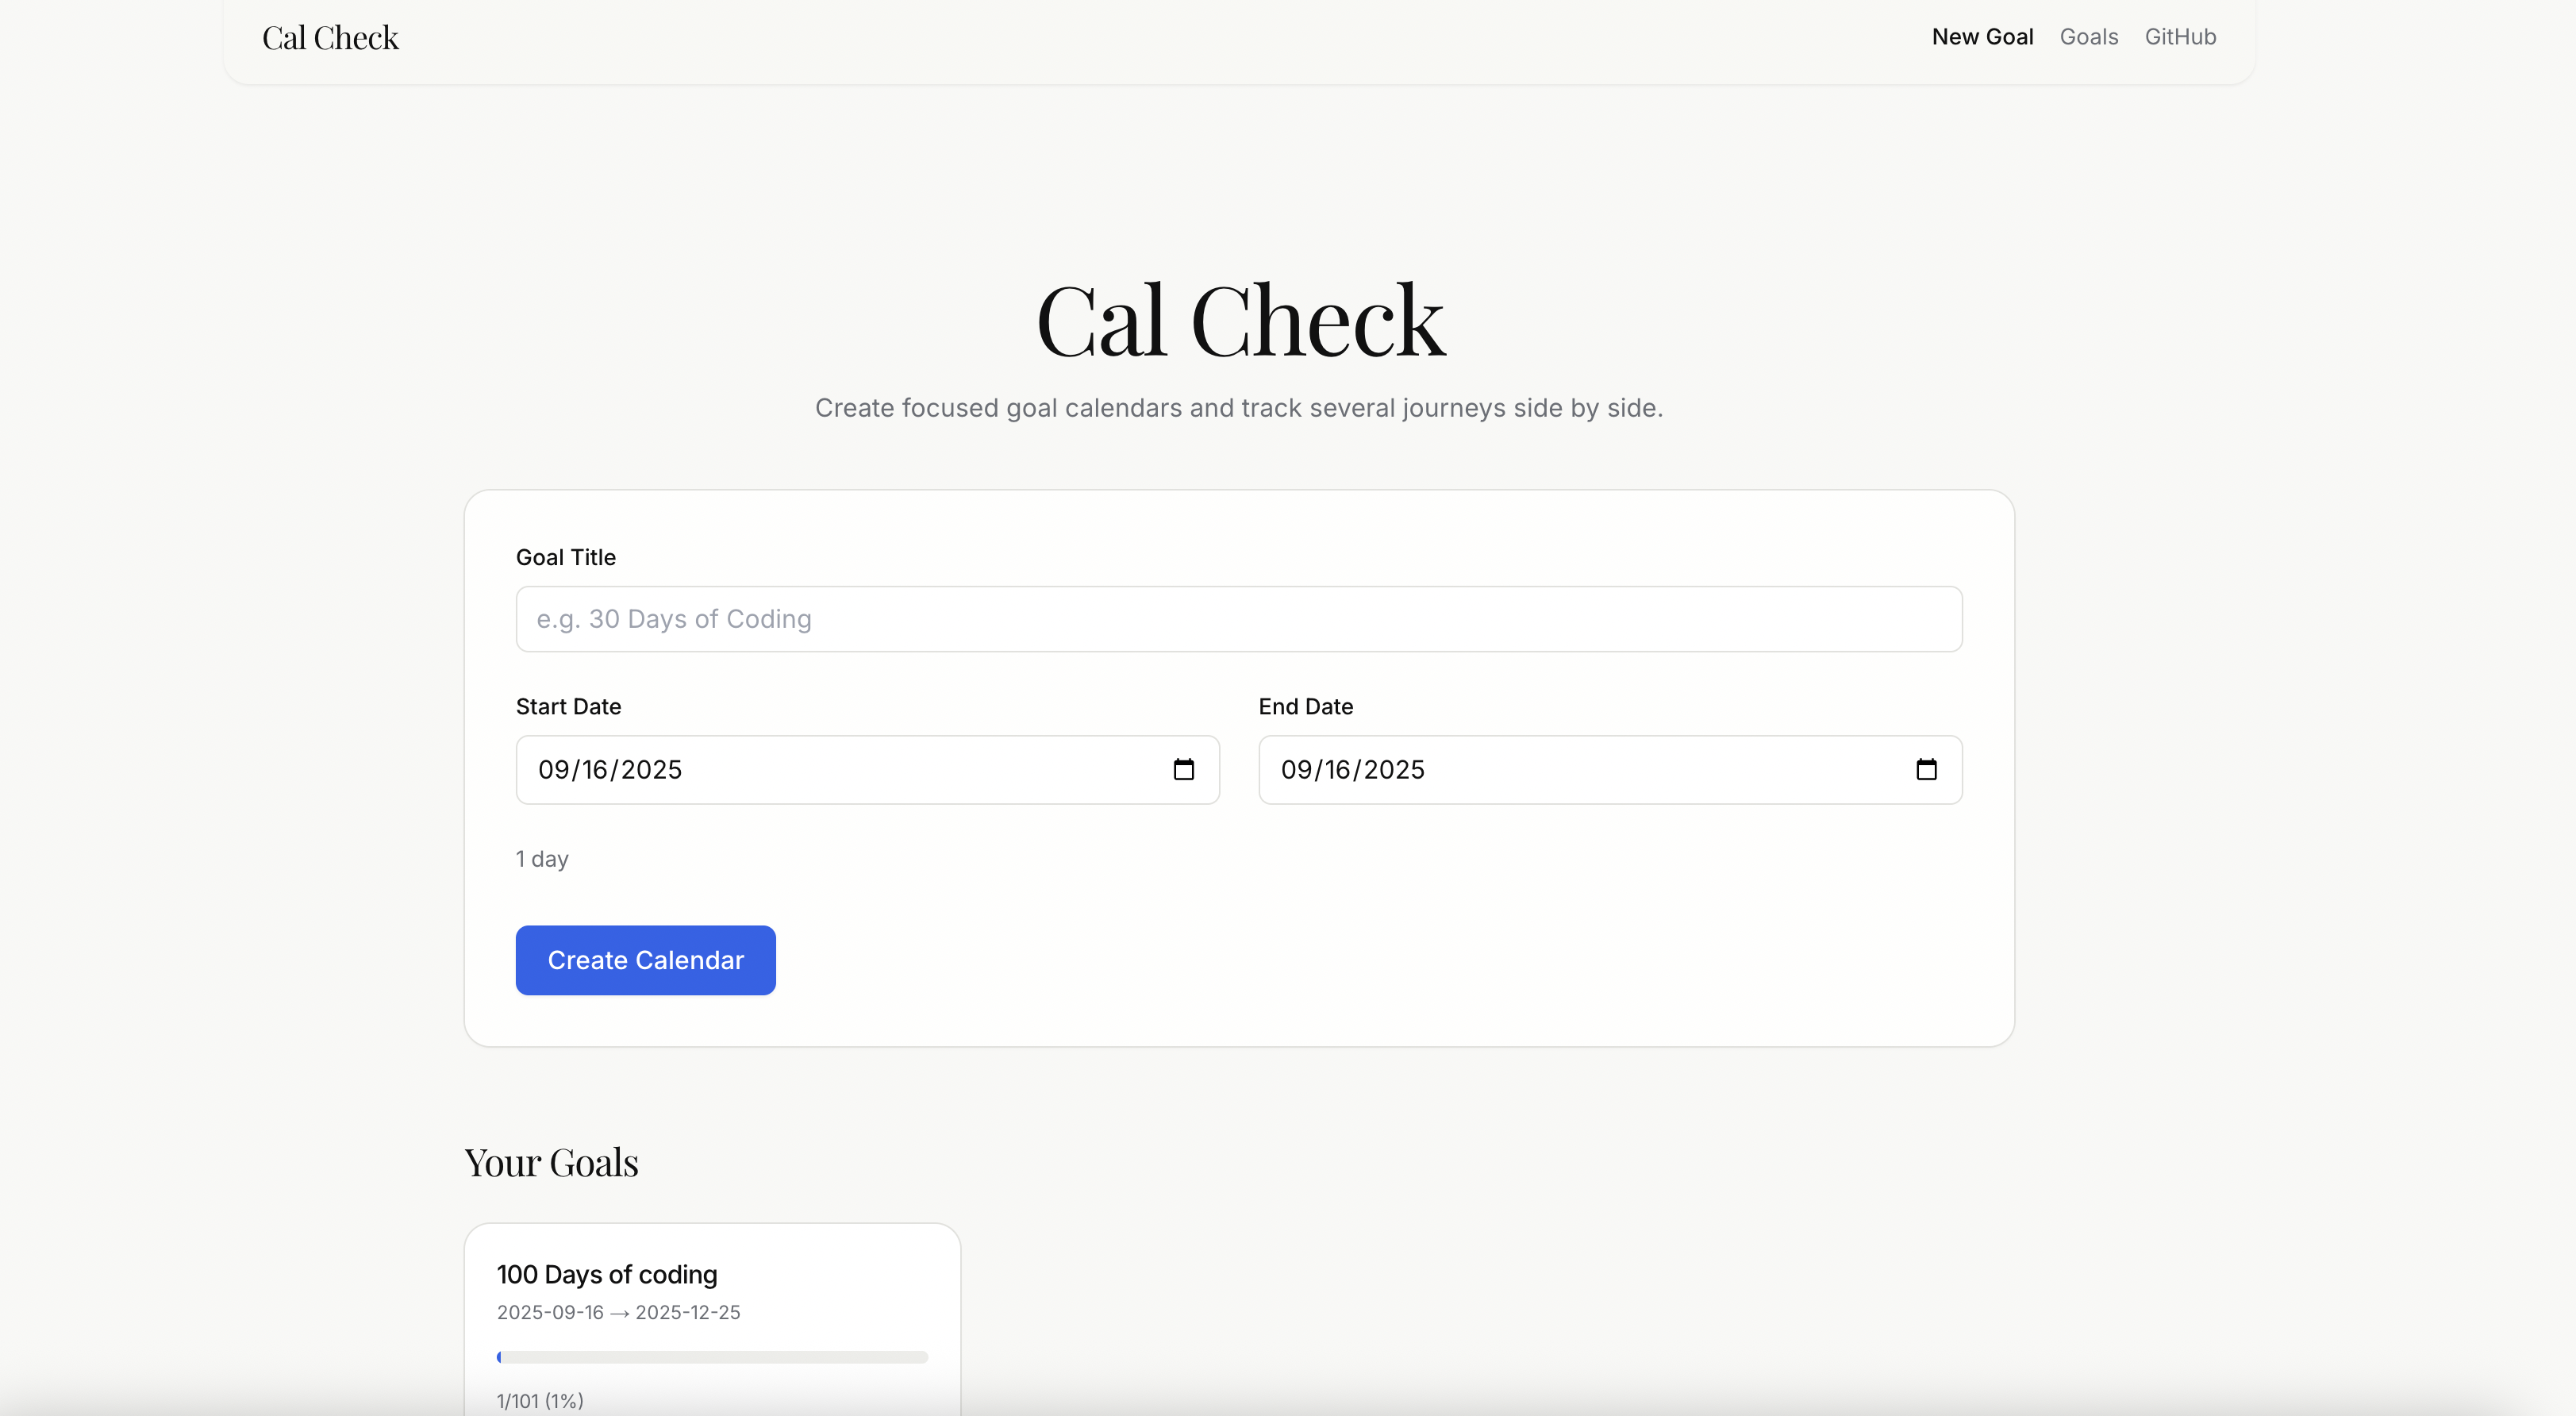 Cal Check
New Goal Goals GitHub
Cal Check
Create focused goal calendars and track several journeys side by side.
Goal Title
e.g. 30 Days of Coding
Start Date End Date
09/16/2025 09/16/2025
1 day
Create Calendar
Your Goals
100 Days of coding
2025-09-16 → 2025-12-25
1/101 (1%)